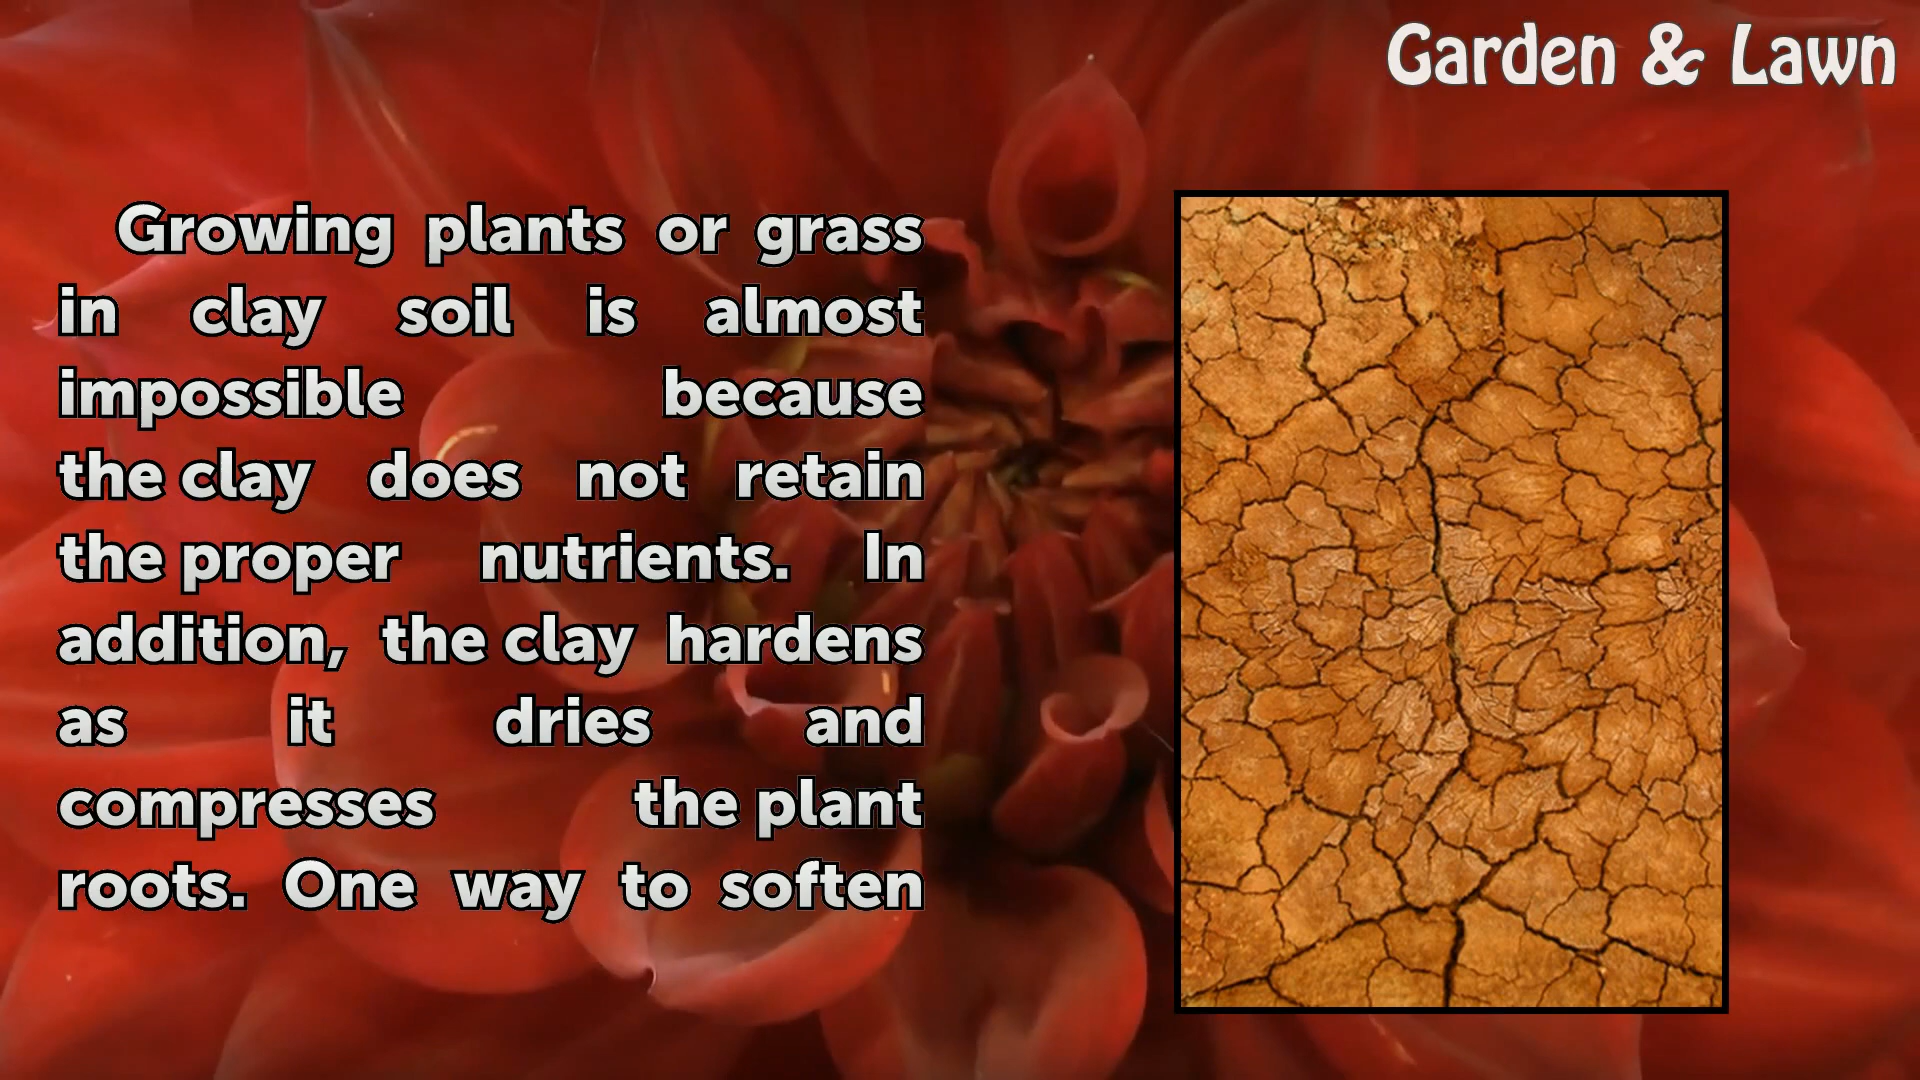 Garden & Lawn
Growing plants or grass
in clay soil is almost
impossible because
the clay does not retain
the proper nutrients. In
addition, the clay hardens
as it dries and
compresses the plant
roots. One way to soften